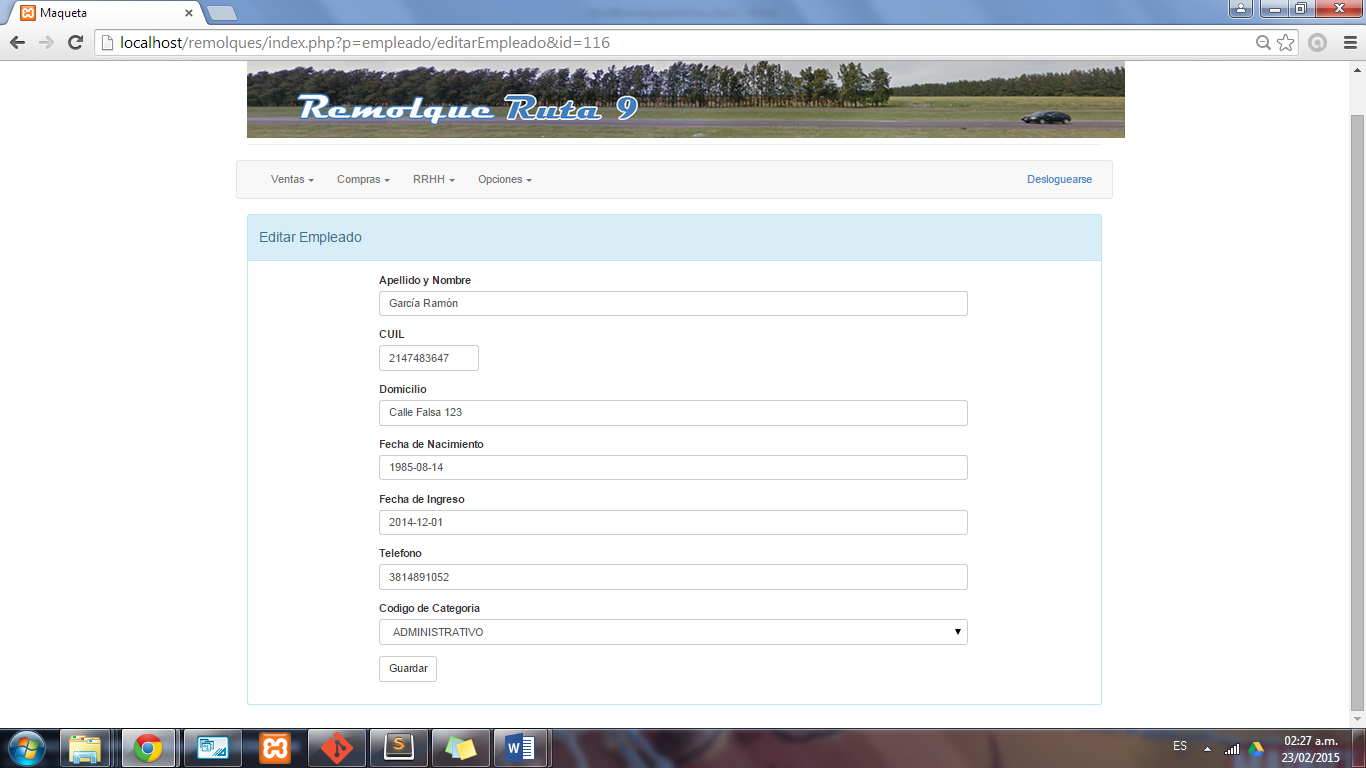 Maqueta
localhost/remolques/index.php?p=empleado/editarEmpleado&id=116
Remolque Ruta 9
Ventas Compras RRHH Opciones Desloguearse
Editar Empleado
Apellido y Nombre
García Ramón
CUIL
2147483647
Domicilio
Calle Falsa 123
Fecha de Nacimiento
1985-08-14
Fecha de Ingreso
2014-12-01
Telefono
3814891052
Codigo de Categoria
ADMINISTRATIVO
Guardar
ES
02:27 a.m.
23/02/2015